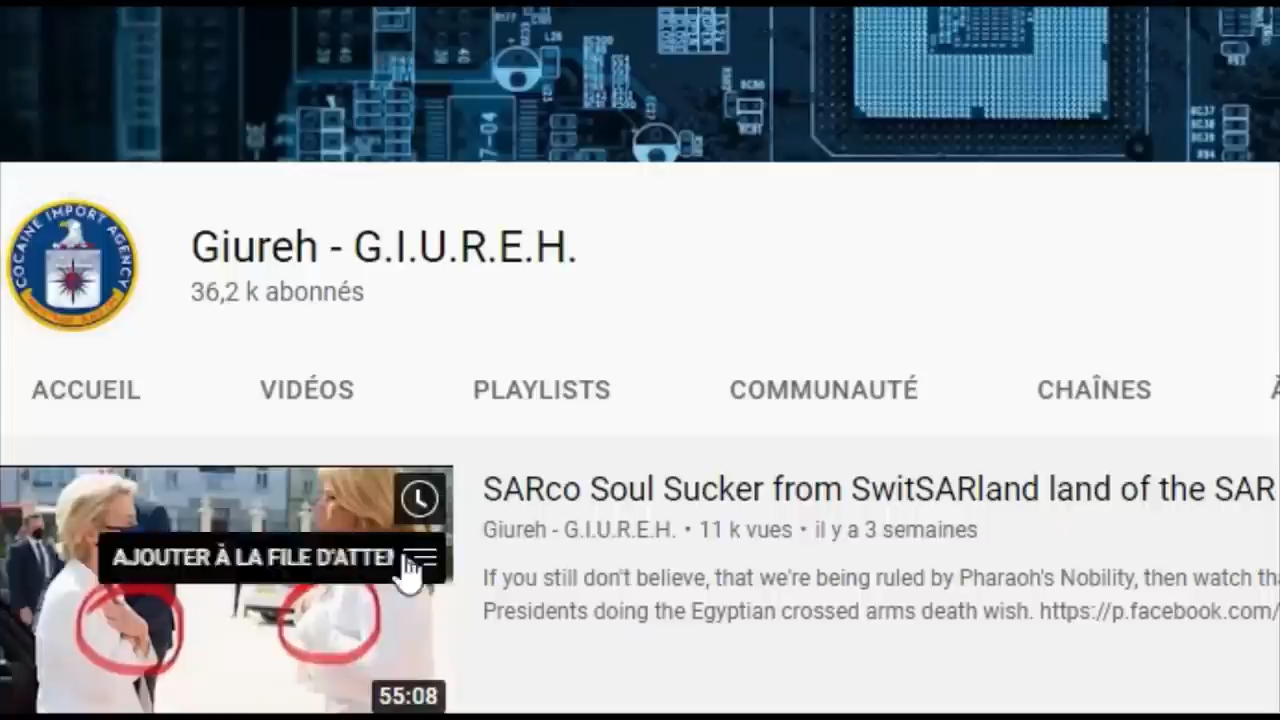 COCAINE IMPORT AGENCY
Giureh - G.I.U.R.E.H.
36,2 k abonnés
ACCUEIL
VIDÉOS
PLAYLISTS
COMMUNAUTÉ
CHAÎNES
À
SARco Soul Sucker from SwitSARland land of the SAR
Giureh - G.I.U.R.E.H. • 11 k vues • il y a 3 semaines
AJOUTER À LA FILE D'ATTE
If you still don't believe, that we're being ruled by Pharaoh's Nobility, then watch th
Presidents doing the Egyptian crossed arms death wish. https://p.facebook.com/
55:08